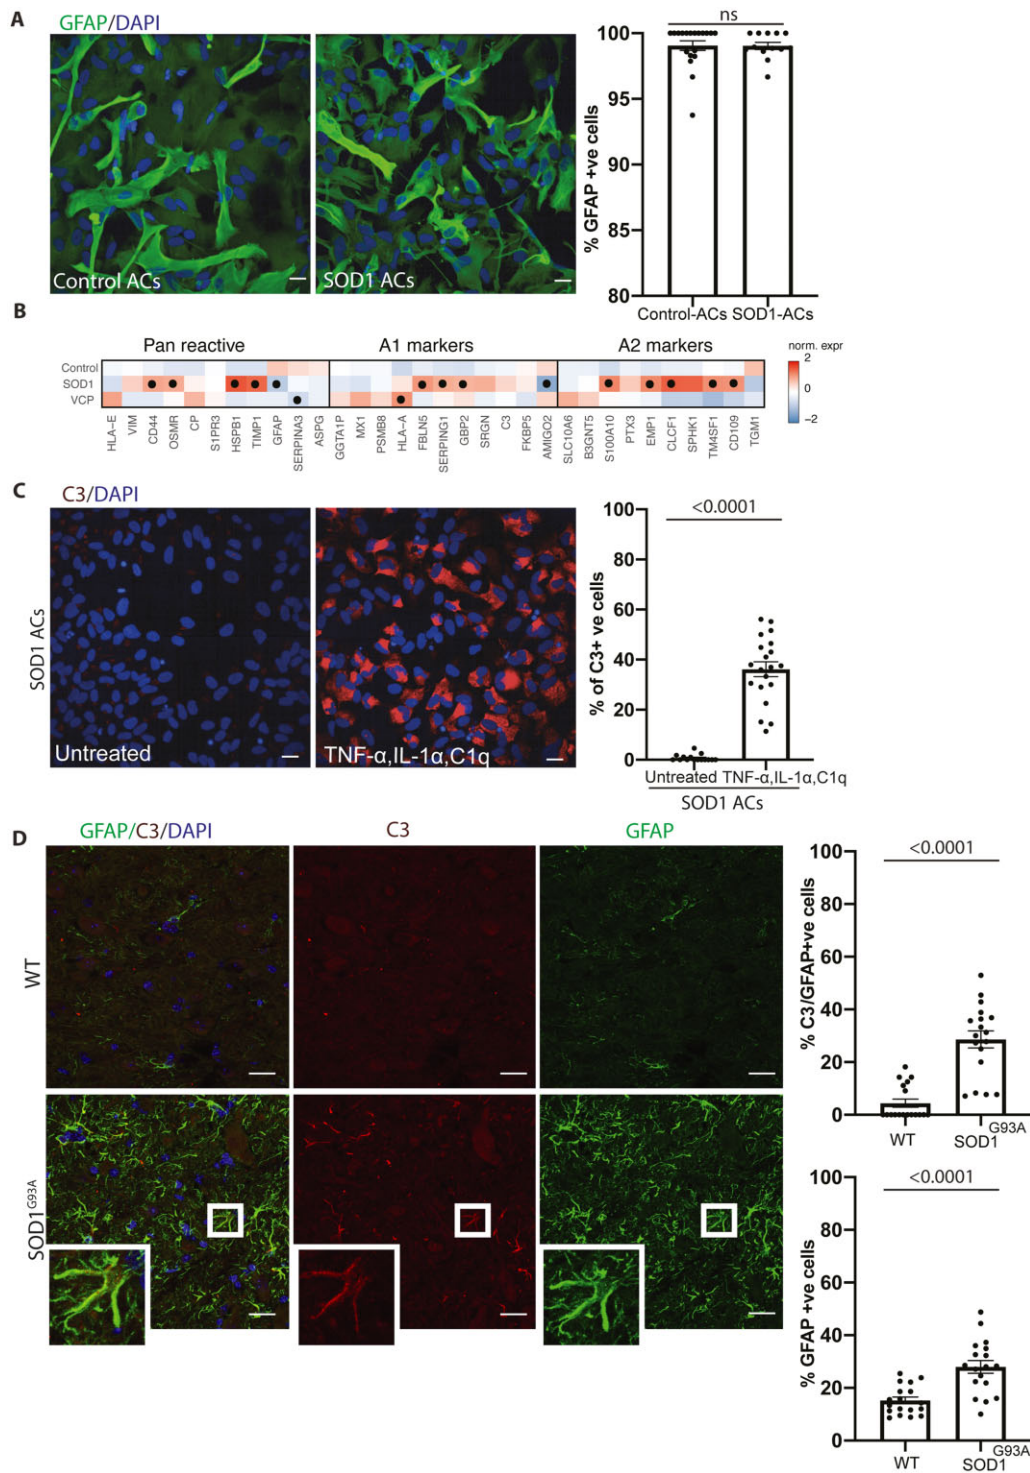 A
GFAP/DAPI
Control ACs
SOD1 ACs
ns
% GFAP +ve cells
100
95
90
85
80
Control-ACs SOD1-ACs
B
Pan reactive
A1 markers
A2 markers
norm. expr
2
0
−2
Control
SOD1
VCP
HLA-E
VIM
CD44
OSMR
CP
S1PR3
HSPB1
TIMP1
GFAP
SERPINA3
ASPG
GGTA1P
MX1
PSMB8
HLA-A
FBLN5
SERPING1
GBP2
SRGN
C3
FKBP5
AMIGO2
SLC10A6
B3GNT5
S100A10
PTX3
EMP1
CLCF1
SPHK1
TM4SF1
CD109
TGM1
C
C3/DAPI
SOD1 ACs
Untreated
TNF-α,IL-1α,C1q
<0.0001
% of C3+ ve cells
100
80
60
40
20
0
Untreated TNF-α,IL-1α,C1q
SOD1 ACs
D
GFAP/C3/DAPI
C3
GFAP
WT
SOD1G93A
<0.0001
% C3/GFAP+ve cells
100
80
60
40
20
0
WT
SOD1G93A
<0.0001
% GFAP +ve cells
100
80
60
40
20
0
WT
SOD1G93A